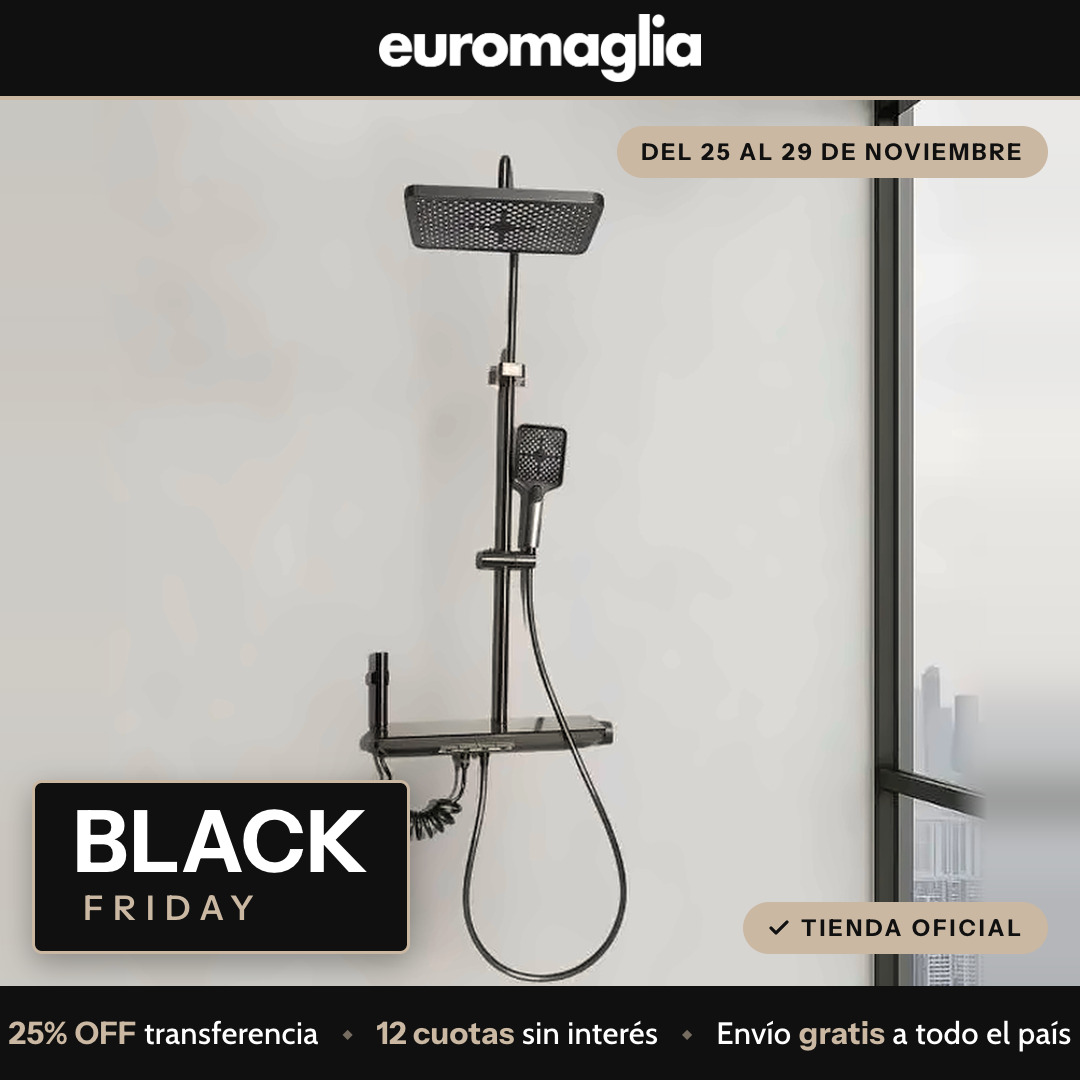 euromaglia
DEL 25 AL 29 DE NOVIEMBRE
BLACK
FRIDAY
TIENDA OFICIAL
25% OFF transferencia ◆ 12 cuotas sin interés ◆ Envío gratis a todo el país